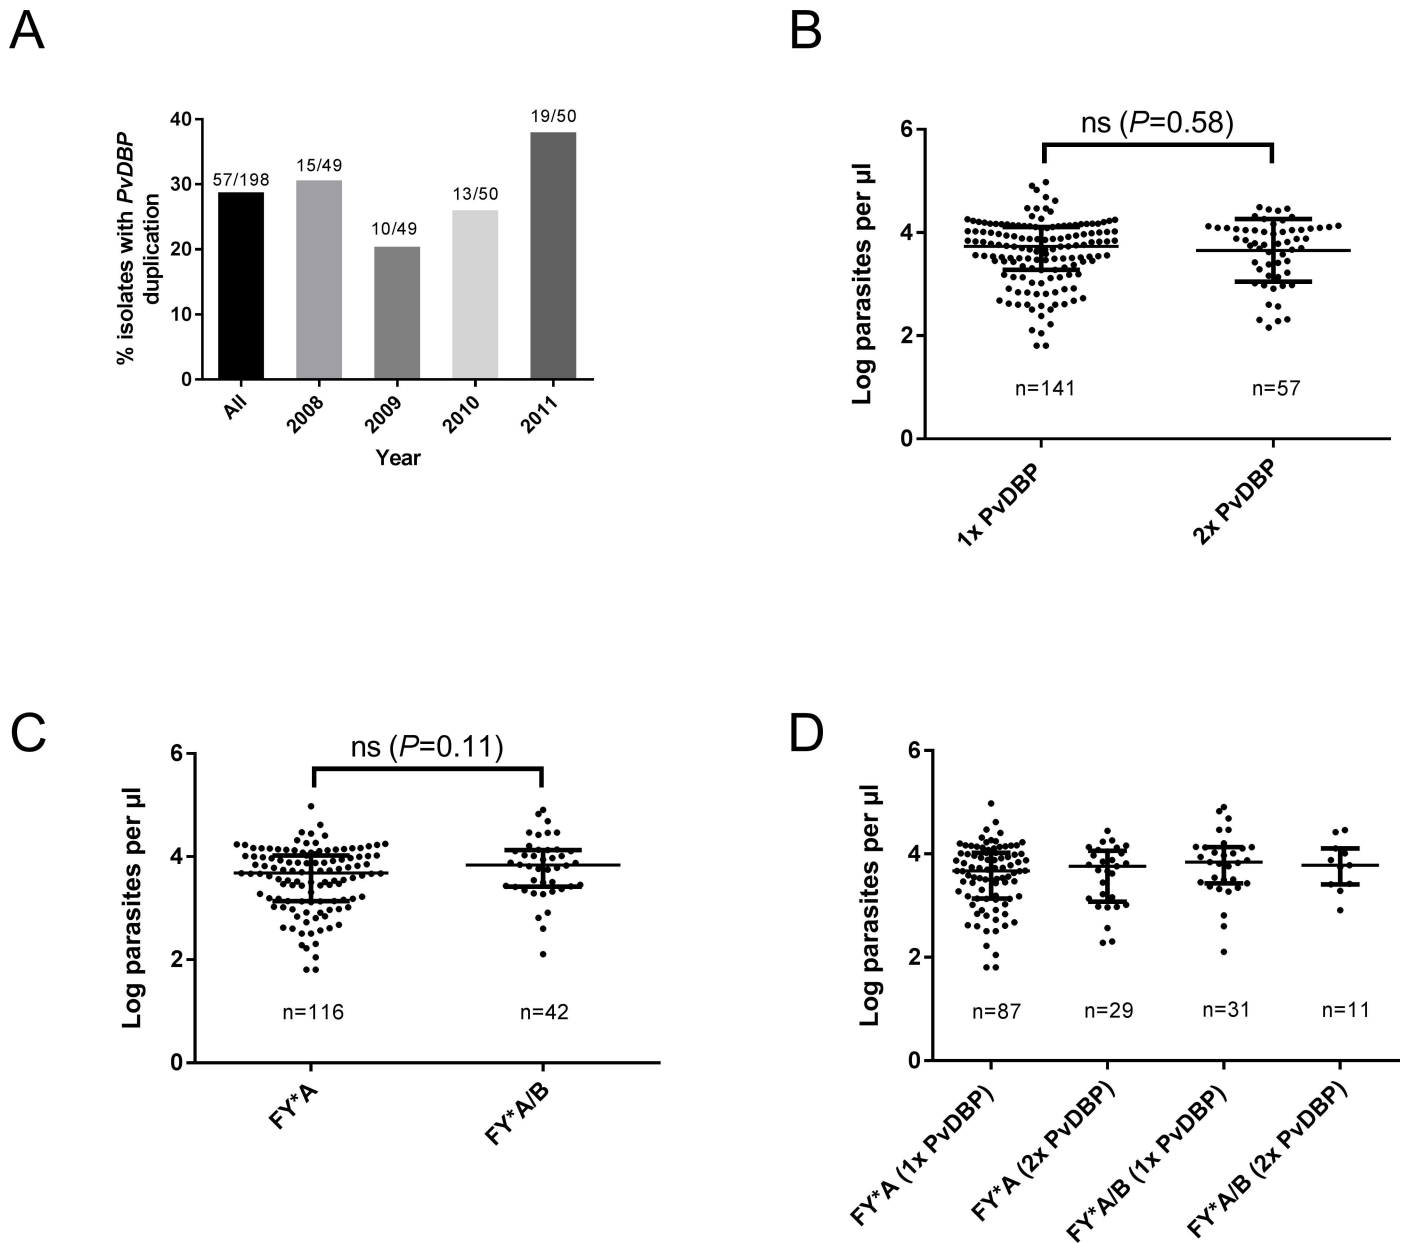 A
% isolates with PvDBP
duplication
40
30
20
10
0
57/198
15/49
10/49
13/50
19/50
All
2008
2009
2010
2011
Year
B
ns (P=0.58)
Log parasites per µl
6
4
2
0
n=141
n=57
1x PvDBP
2x PvDBP
C
ns (P=0.11)
Log parasites per µl
6
4
2
0
n=116
n=42
FY*A
FY*A/B
D
Log parasites per µl
6
4
2
0
n=87
n=29
n=31
n=11
FY*A (1x PvDBP)
FY*A (2x PvDBP)
FY*A/B (1x PvDBP)
FY*A/B (2x PvDBP)